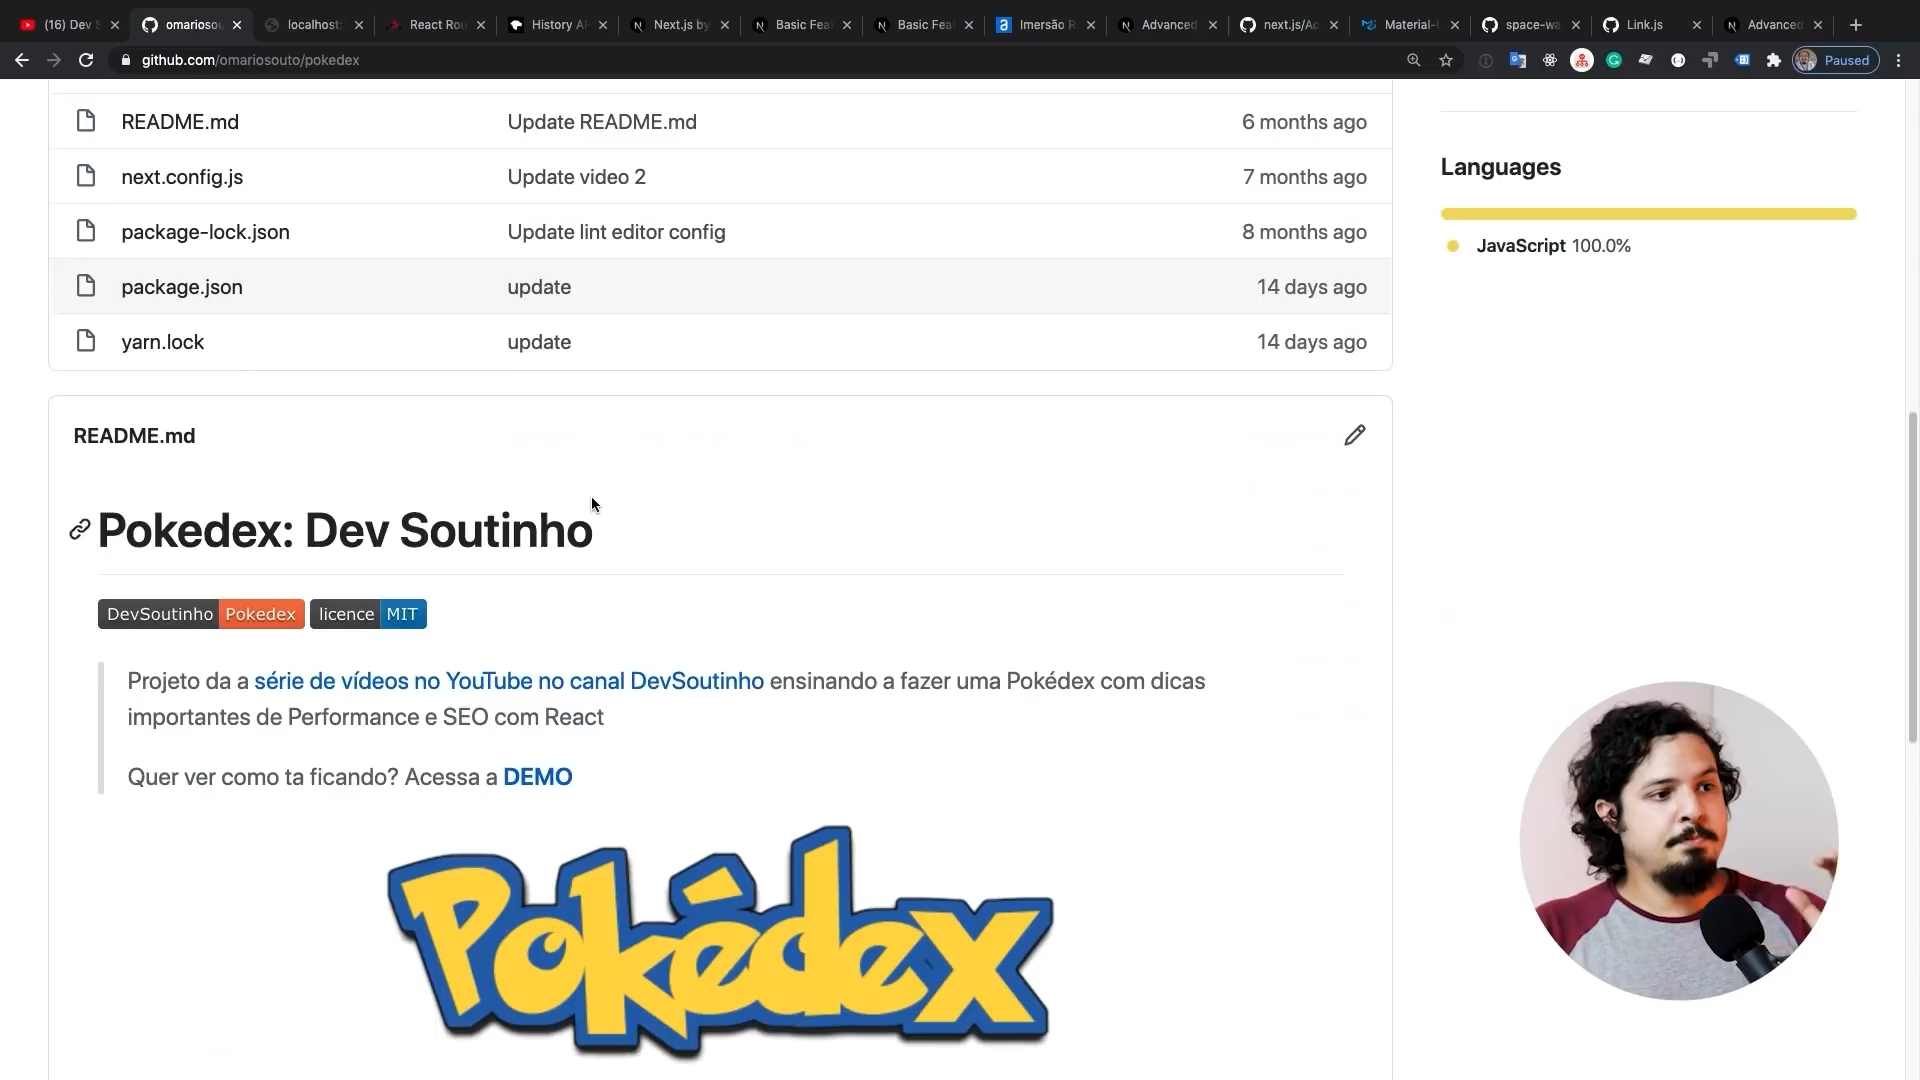 (16) Dev S
omariosou
localhost:
React Rou
History AP
Next.js by
Basic Feat
Basic Feat
Imersão R
Advanced
next.js/Ac
Material-U
space-wa
Link.js
Advanced
github.com/omariosouto/pokedex
Paused
README.md Update README.md 6 months ago
next.config.js Update video 2 7 months ago
package-lock.json Update lint editor config 8 months ago
package.json update 14 days ago
yarn.lock update 14 days ago
Languages
JavaScript 100.0%
README.md
Pokedex: Dev Soutinho
DevSoutinho Pokedex licence MIT
Projeto da a série de vídeos no YouTube no canal DevSoutinho ensinando a fazer uma Pokédex com dicas
importantes de Performance e SEO com React
Quer ver como ta ficando? Acessa a DEMO
Pokédex